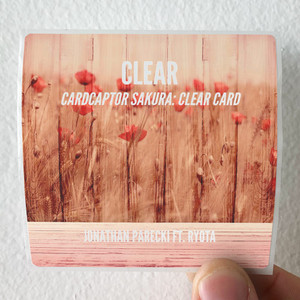 CLEAR
CARDCAPTOR SAKURA: CLEAR CARD
JONATHAN PARECKI FT. RYOTA